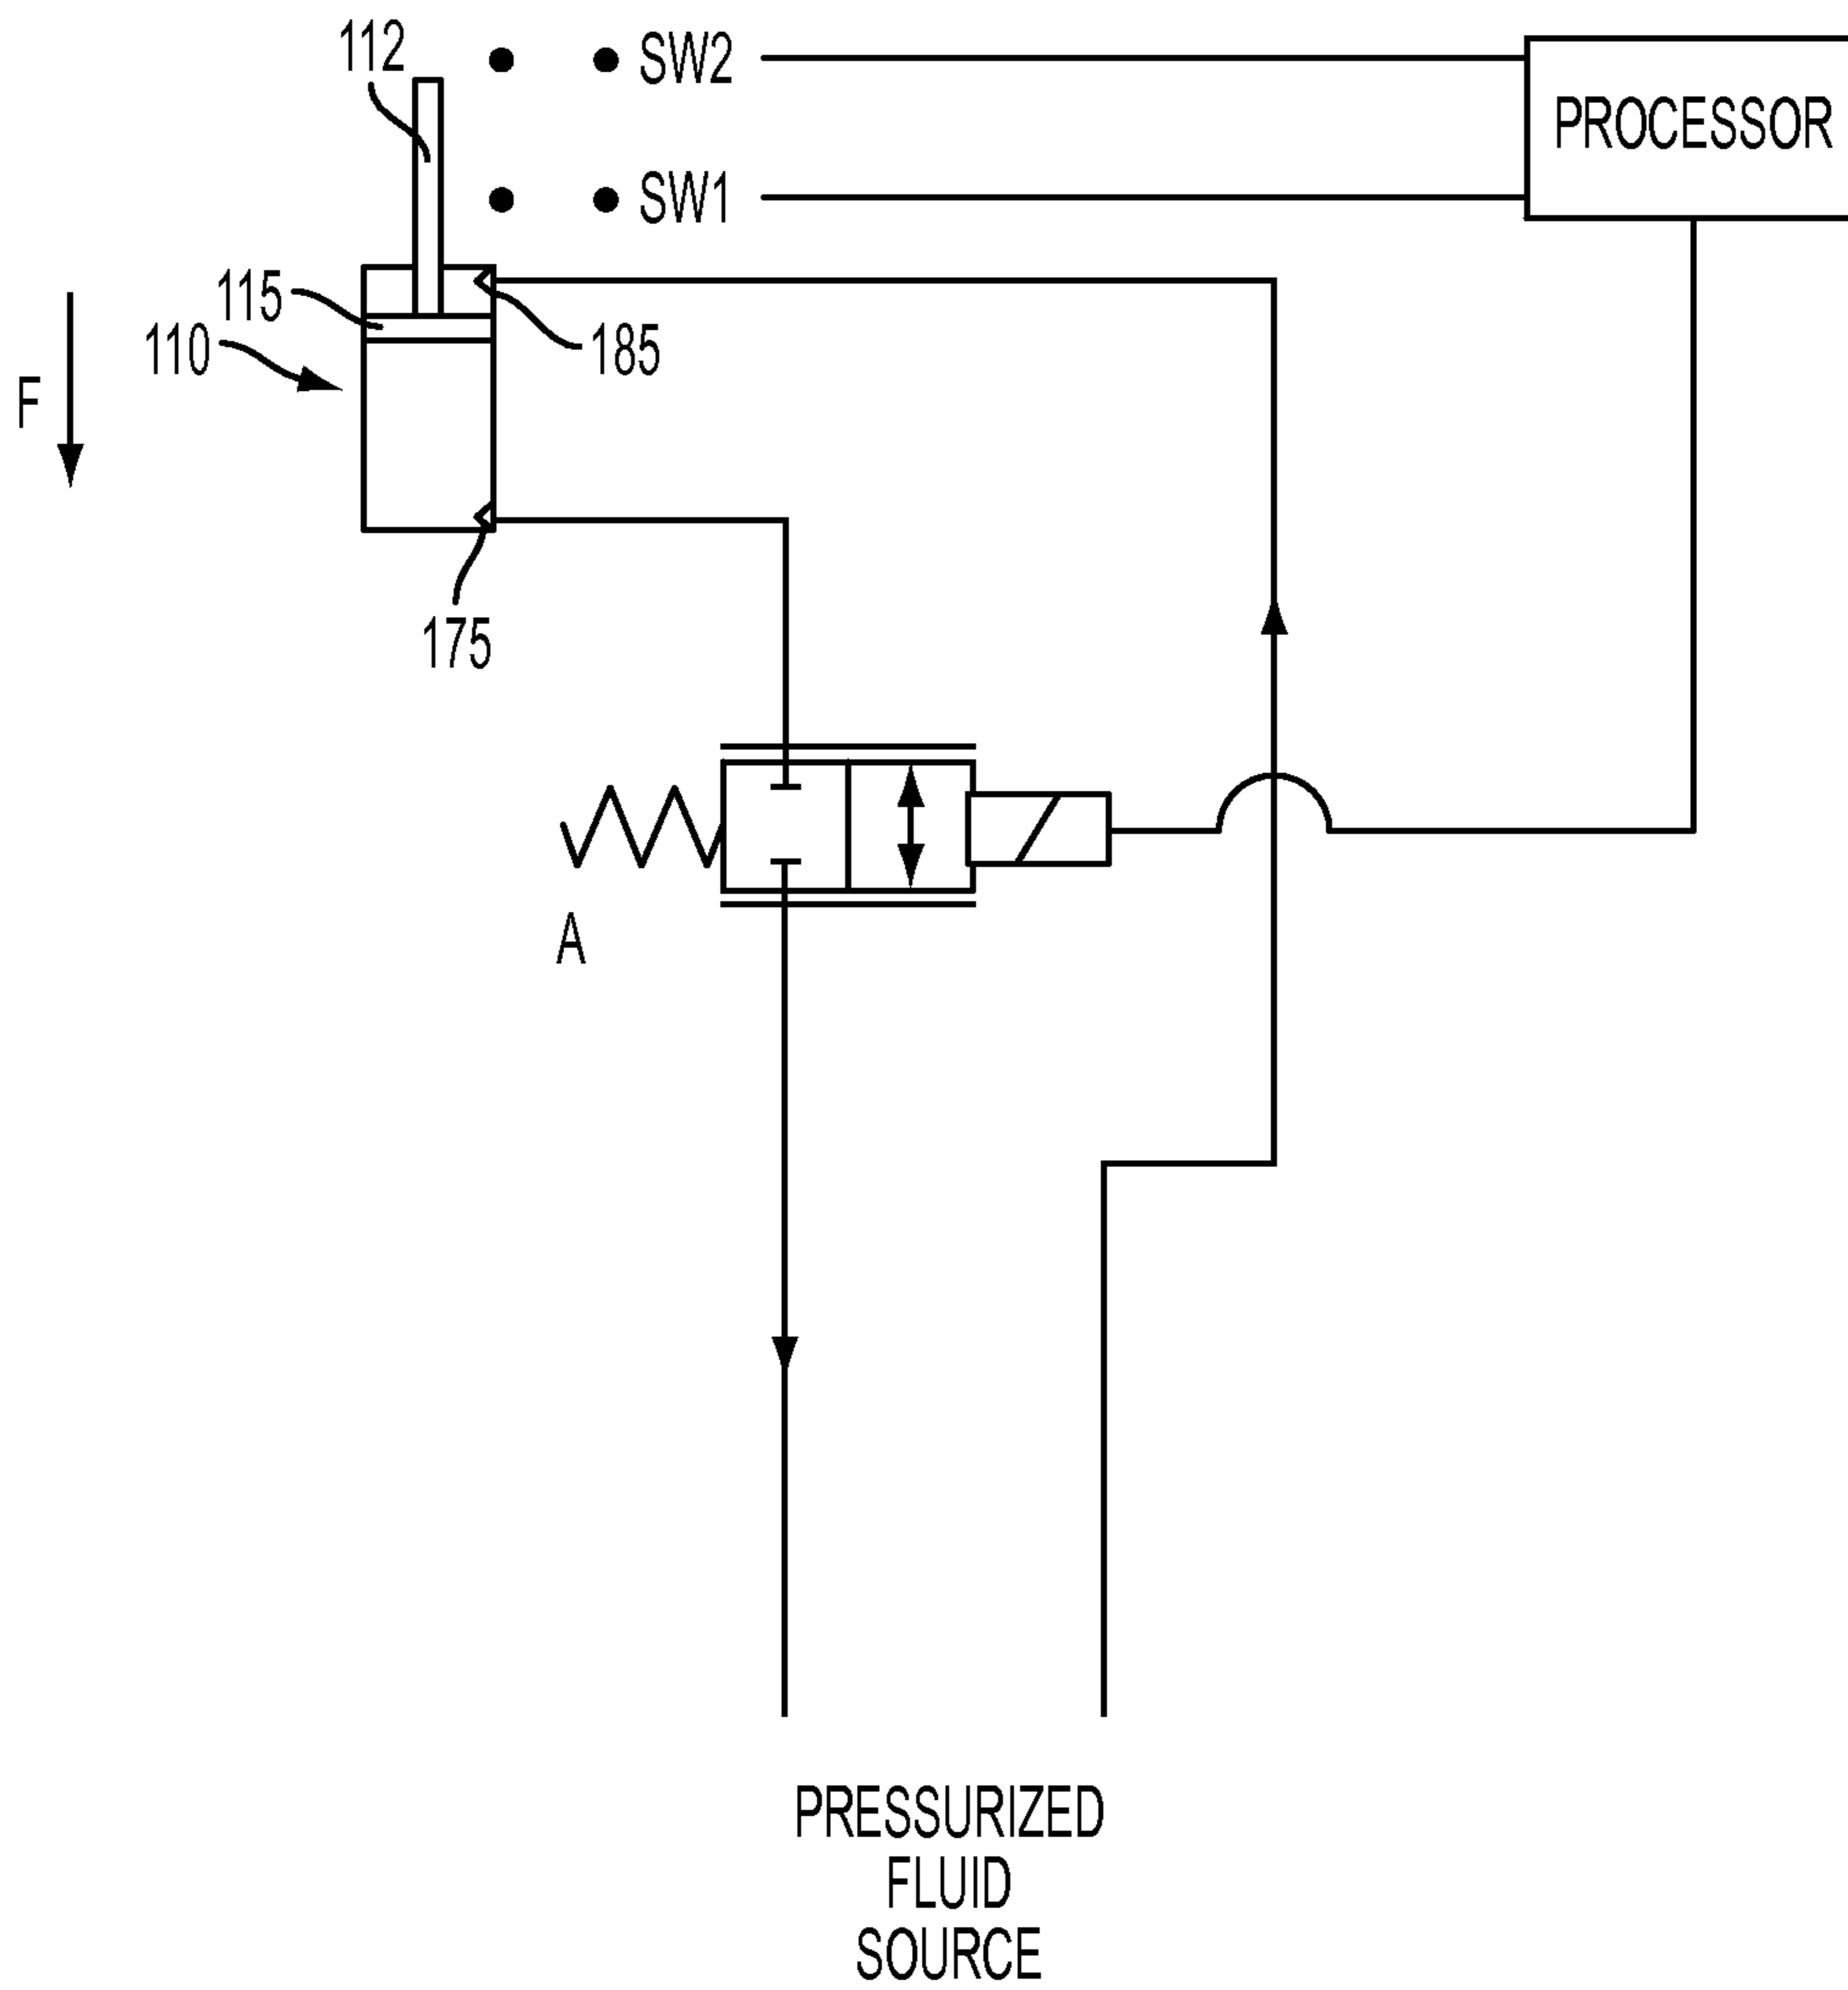 112
SW2
PROCESSOR
SW1
115
110
185
F
175
A
PRESSURIZED
FLUID
SOURCE